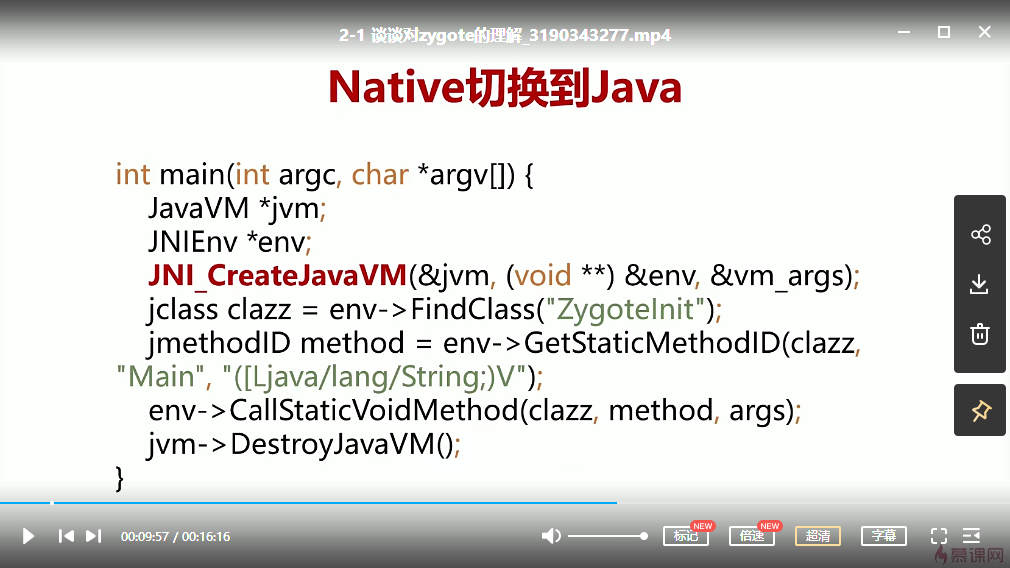 2-1 谈谈对zygote的理解_3190343277.mp4
Native切换到Java
int main(int argc, char *argv[]) {
JavaVM *jvm;
JNIEnv *env;
JNI_CreateJavaVM(&jvm, (void **) &env, &vm_args);
jclass clazz = env->FindClass("ZygoteInit");
jmethodID method = env->GetStaticMethodID(clazz,
"Main", "([Ljava/lang/String;)V");
env->CallStaticVoidMethod(clazz, method, args);
jvm->DestroyJavaVM();
}
00:09:57 / 00:16:16
标记 NEW
倍速 NEW
超清
字幕
慕课网